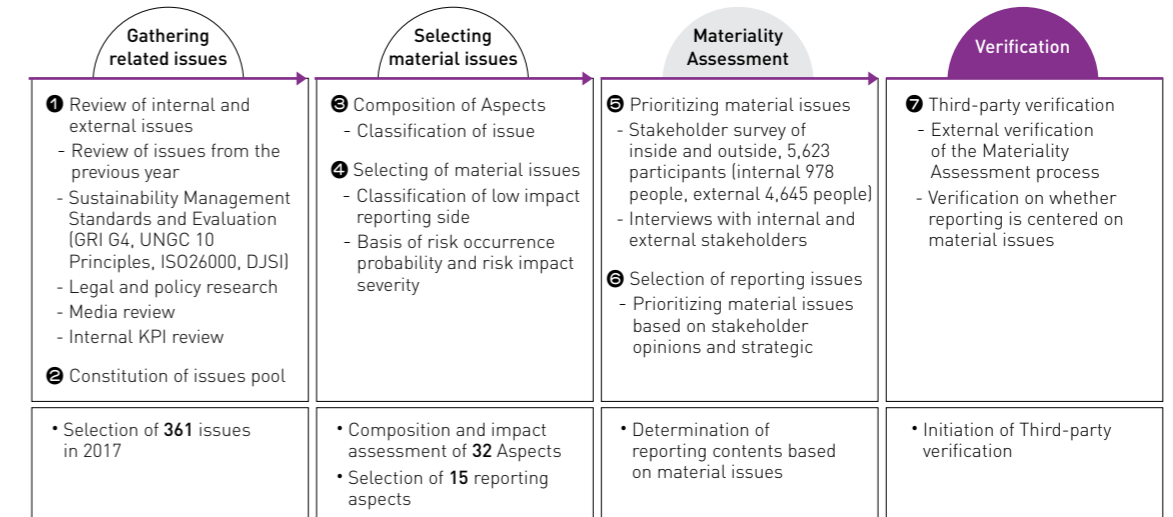 Gathering
related issues
❶ Review of internal and
external issues
- Review of issues from the
previous year
- Sustainability Management
Standards and Evaluation
(GRI G4, UNGC 10
Principles, ISO26000, DJSI)
- Legal and policy research
- Media review
- Internal KPI review
❷ Constitution of issues pool
• Selection of 361 issues
in 2017
Selecting
material issues
❸ Composition of Aspects
- Classification of issue
❹ Selecting of material issues
- Classification of low impact
reporting side
- Basis of risk occurrence
probability and risk impact
severity
• Composition and impact
assessment of 32 Aspects
• Selection of 15 reporting
aspects
Materiality
Assessment
❺ Prioritizing material issues
- Stakeholder survey of
inside and outside, 5,623
participants (internal 978
people, external 4,645 people)
- Interviews with internal and
external stakeholders
❻ Selection of reporting issues
- Prioritizing material issues
based on stakeholder
opinions and strategic
• Determination of
reporting contents based
on material issues
Verification
❼ Third-party verification
- External verification
of the Materiality
Assessment process
- Verification on whether
reporting is centered on
material issues
• Initiation of Third-party
verification